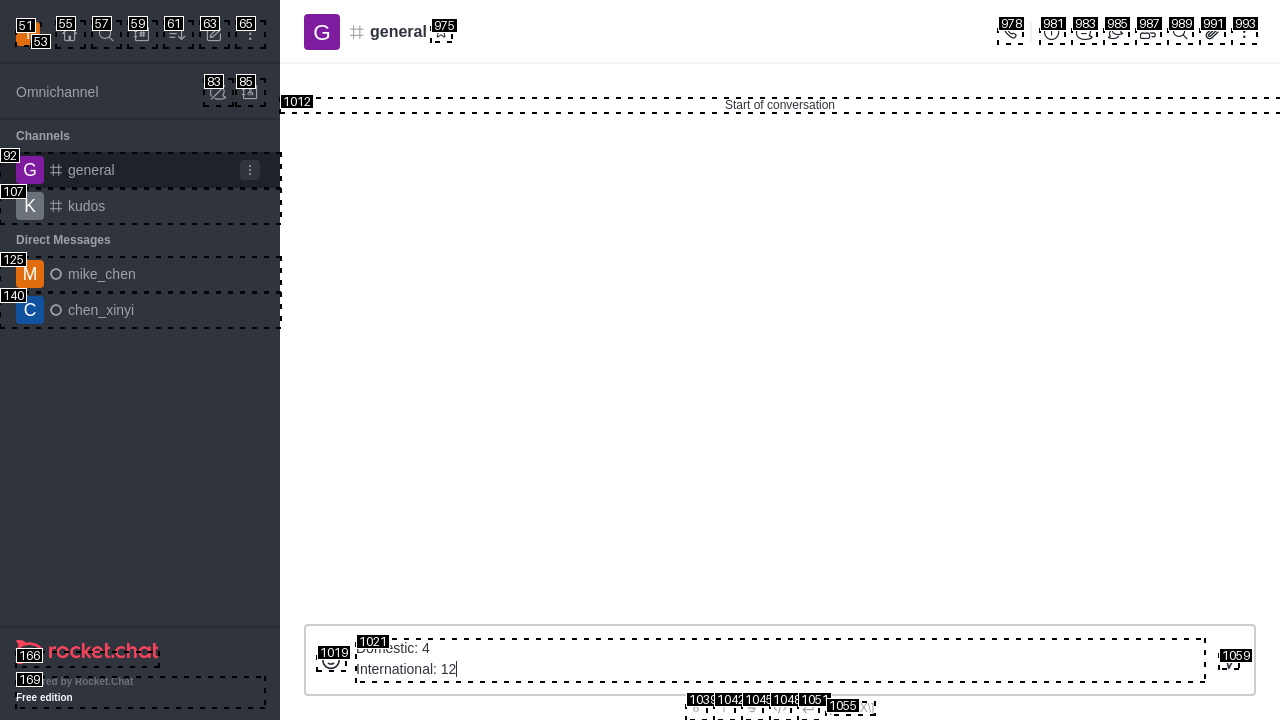 51
53
55
57
59
61
63
65
G
general
975
978
981
983
985
987
989
991
993
Omnichannel
83
85
1012
Start of conversation
Channels
92
G
general
107
K
kudos
Direct Messages
125
M
mike_chen
140
C
chen_xinyi
1019
1021
Domestic: 4
International: 12
1059
166
rocket.chat
169
by Rocket.Chat
Free edition
1039
1042
1045
1048
1051
1055